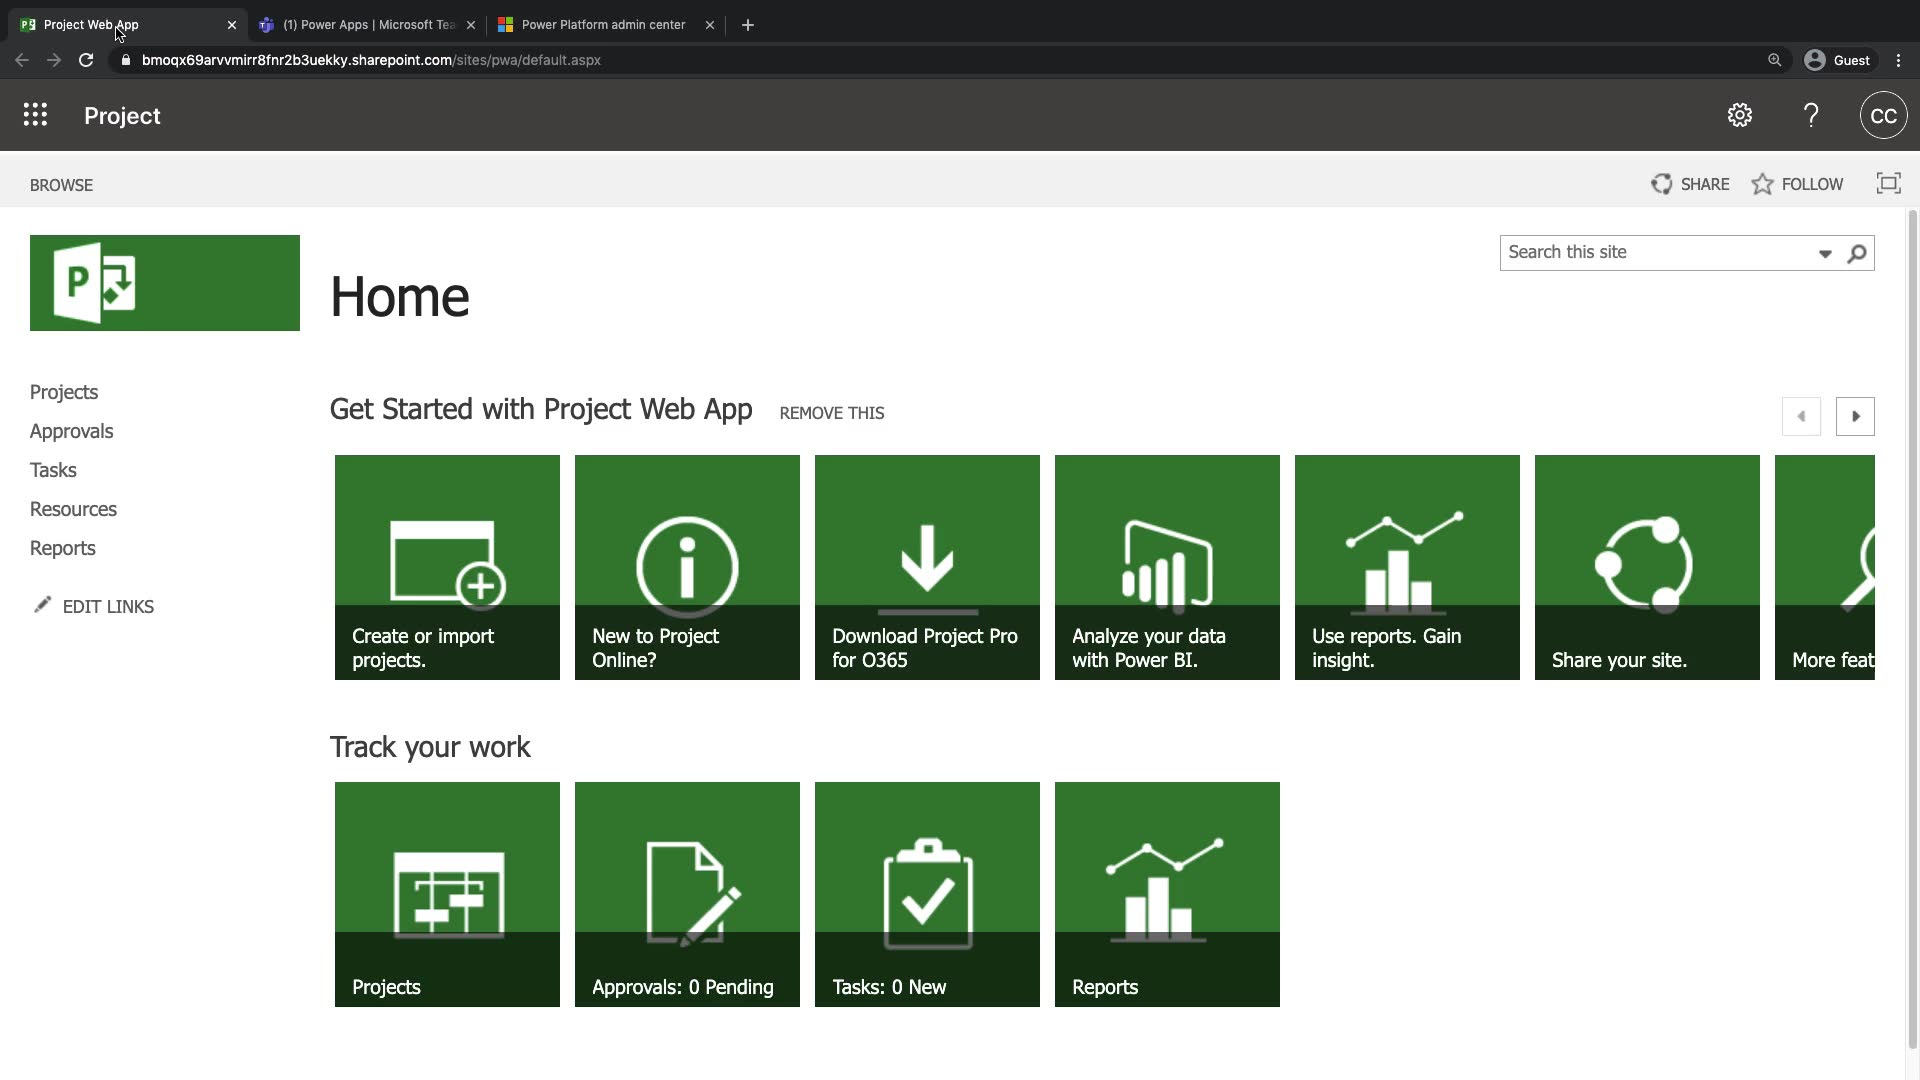 Project Web App
(1) Power Apps | Microsoft Tea
Power Platform admin center
bmoqx69arvvmirr8fnr2b3uekky.sharepoint.com/sites/pwa/default.aspx
Guest
Project
CC
BROWSE
SHARE
FOLLOW
Search this site
Home
Projects
Approvals
Tasks
Resources
Reports
EDIT LINKS
Get Started with Project Web App
REMOVE THIS
Create or import
projects.
New to Project
Online?
Download Project Pro
for O365
Analyze your data
with Power BI.
Use reports. Gain
insight.
Share your site.
More feat
Track your work
Projects
Approvals: 0 Pending
Tasks: 0 New
Reports